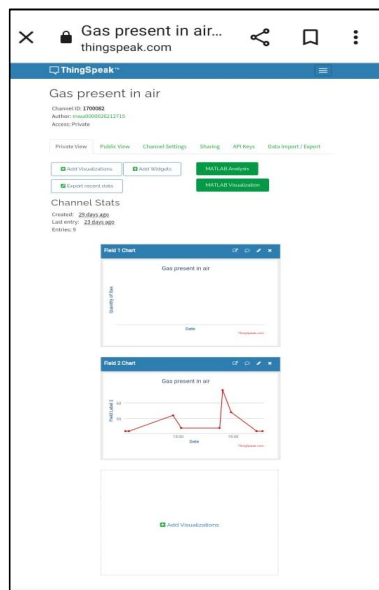 Gas present in air...
thingspeak.com
ThingSpeak™
Gas present in air
Channel ID: 1700082
Access: Private
Private View Public View Channel Settings Sharing API Keys Data Import / Export
Add Visualizations Add Widgets MATLAB Analysis
Export recent data MATLAB Visualization
Channel Stats
Created: 29 days ago
Last entry: 23 days ago
Entries: 9
Field 1 Chart
Gas present in air
Date
ThingSpeak.com
Field 2 Chart
Gas present in air
Field Label 2
Date
ThingSpeak.com
Add Visualizations